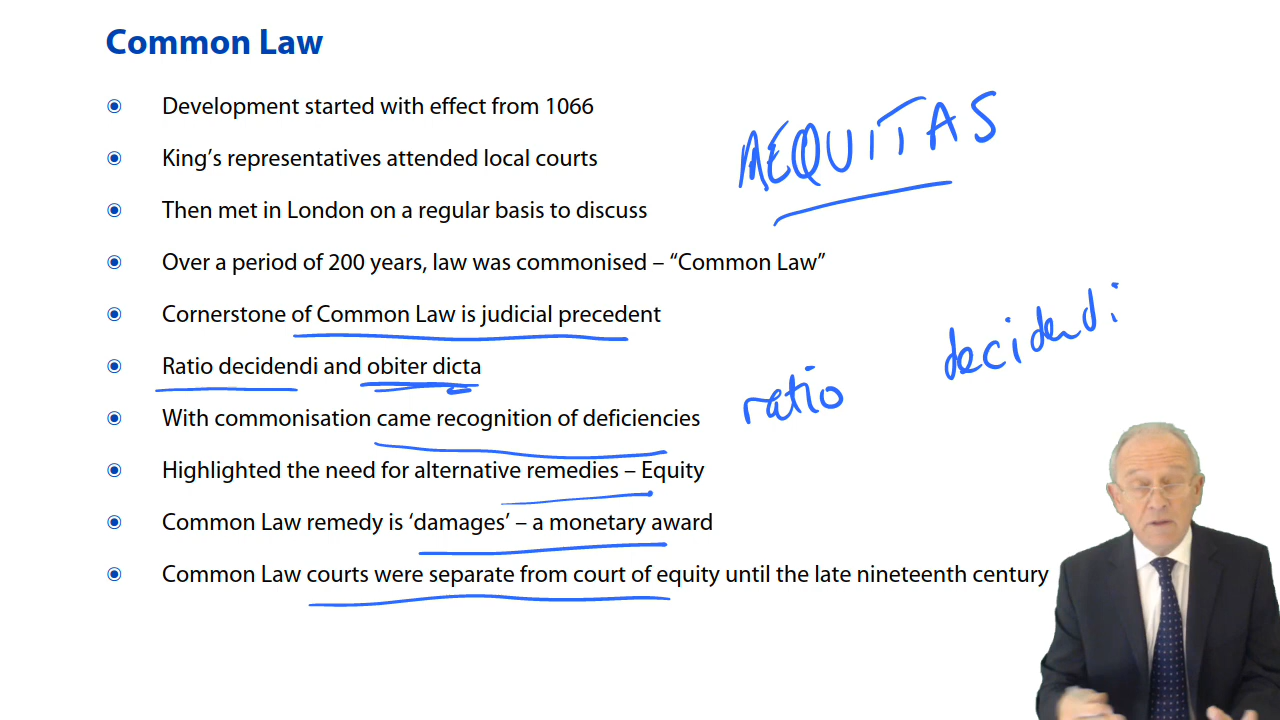 Common Law
Development started with effect from 1066
King's representatives attended local courts
Then met in London on a regular basis to discuss
Over a period of 200 years, law was commonised – “Common Law”
Cornerstone of Common Law is judicial precedent
Ratio decidendi and obiter dicta
With commonisation came recognition of deficiencies
Highlighted the need for alternative remedies – Equity
Common Law remedy is ‘damages’ – a monetary award
Common Law courts were separate from court of equity until the late nineteenth century
AEQUITAS
ratio decidendi